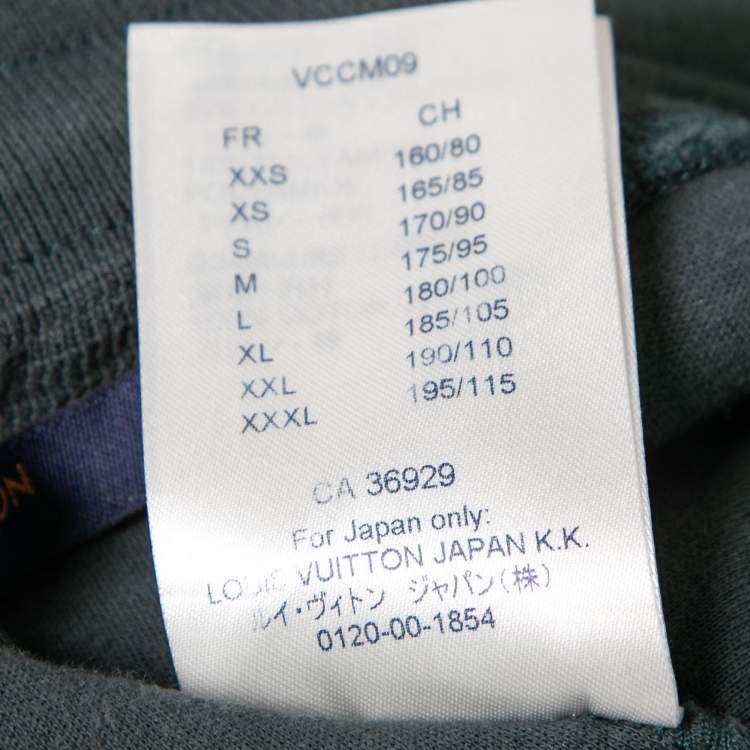 VCCM09
FR CH
XXS 160/80
XS 165/85
S 170/90
M 175/95
L 180/100
XL 185/105
XXL 190/110
XXXL 195/115
CA 36929
For Japan only:
LOUIS VUITTON JAPAN K.K.
ルイ・ヴィトン ジャパン(株)
0120-00-1854
ON